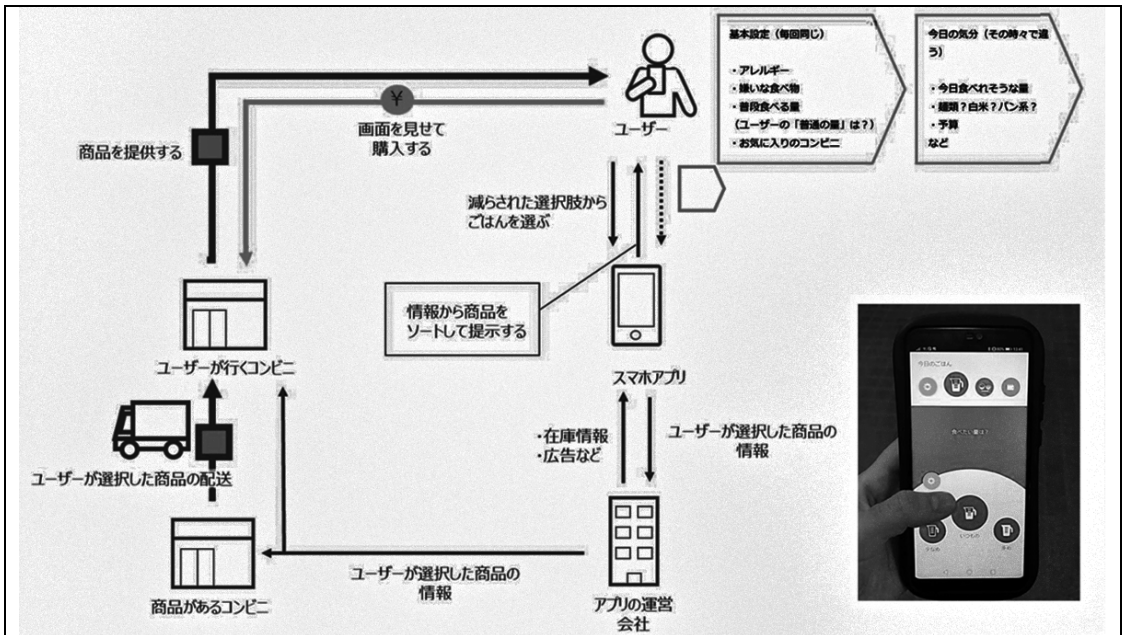 基本設定（毎回同じ）
・アレルギー
・嫌いな食べ物
・普段食べる量
（ユーザーの「普通の量」は？）
・お気に入りのコンビニ
今日の気分（その時々で違
う）
・今日食べれそうな量
・麺類？白米？パン系？
・予算
など
ユーザー
¥
画面を見せて
購入する
商品を提供する
減らされた選択肢から
ごはんを選ぶ
情報から商品を
ソートして提示する
ユーザーが行くコンビニ
スマホアプリ
・在庫情報
・広告など
ユーザーが選択した商品の
情報
ユーザーが選択した商品の配送
商品があるコンビニ
ユーザーが選択した商品の
情報
アプリの運営
会社
今日のごはん
食べたい量は？
いつもの